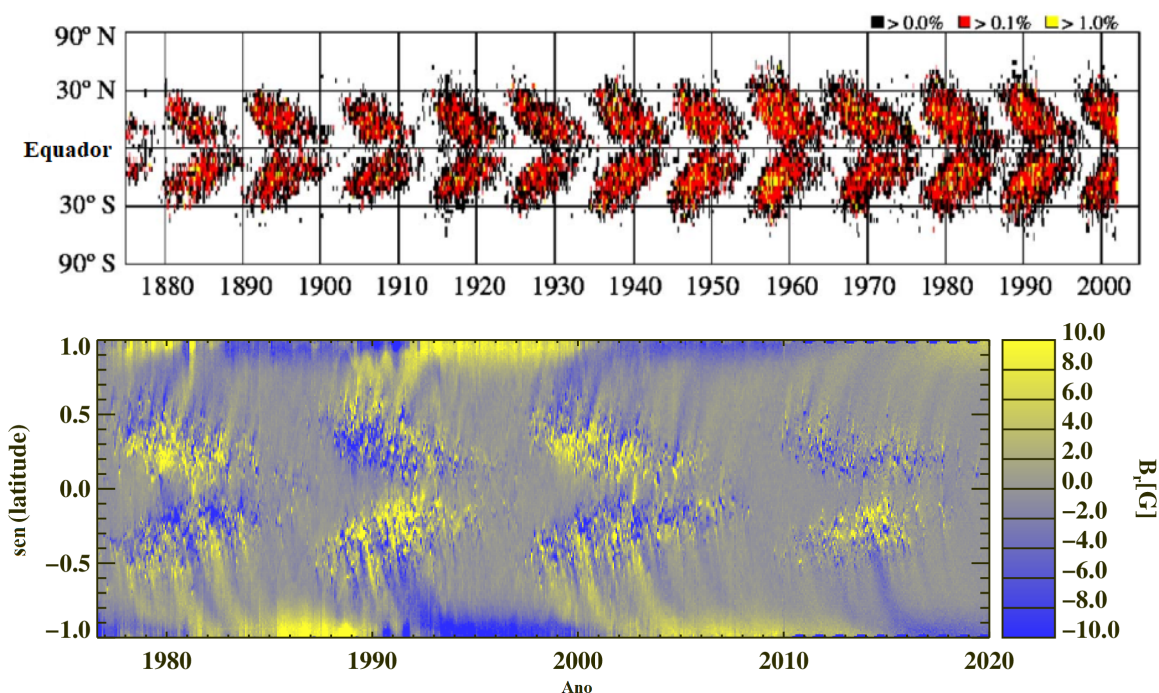 > 0.0% > 0.1% > 1.0%
90º N
30º N
Equador
30º S
90º S
1880 1890 1900 1910 1920 1930 1940 1950 1960 1970 1980 1990 2000
10.0
1.0
8.0
6.0
0.5
4.0
2.0
0.0
0.0
−2.0
−0.5
−4.0
−6.0
−8.0
−1.0
−10.0
sen (latitude)
Br[G]
1980 1990 2000 2010 2020
Ano